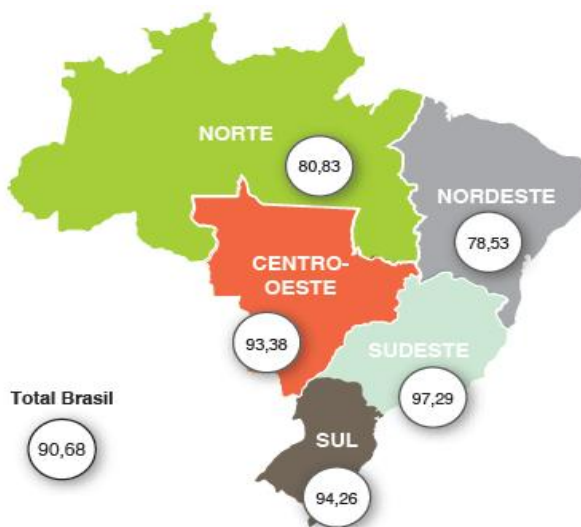 NORTE
80,83
NORDESTE
78,53
CENTRO-
OESTE
93,38
SUDESTE
97,29
Total Brasil
90,68
SUL
94,26